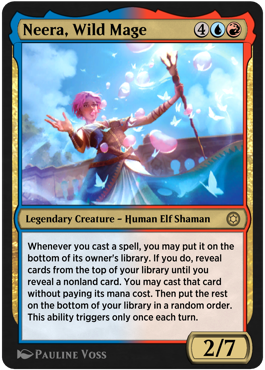 Neera, Wild Mage 4
Legendary Creature – Human Elf Shaman
Whenever you cast a spell, you may put it on the
bottom of its owner's library. If you do, reveal
cards from the top of your library until you
reveal a nonland card. You may cast that card
without paying its mana cost. Then put the rest
on the bottom of your library in a random order.
This ability triggers only once each turn.
PAULINE VOSS
2/7